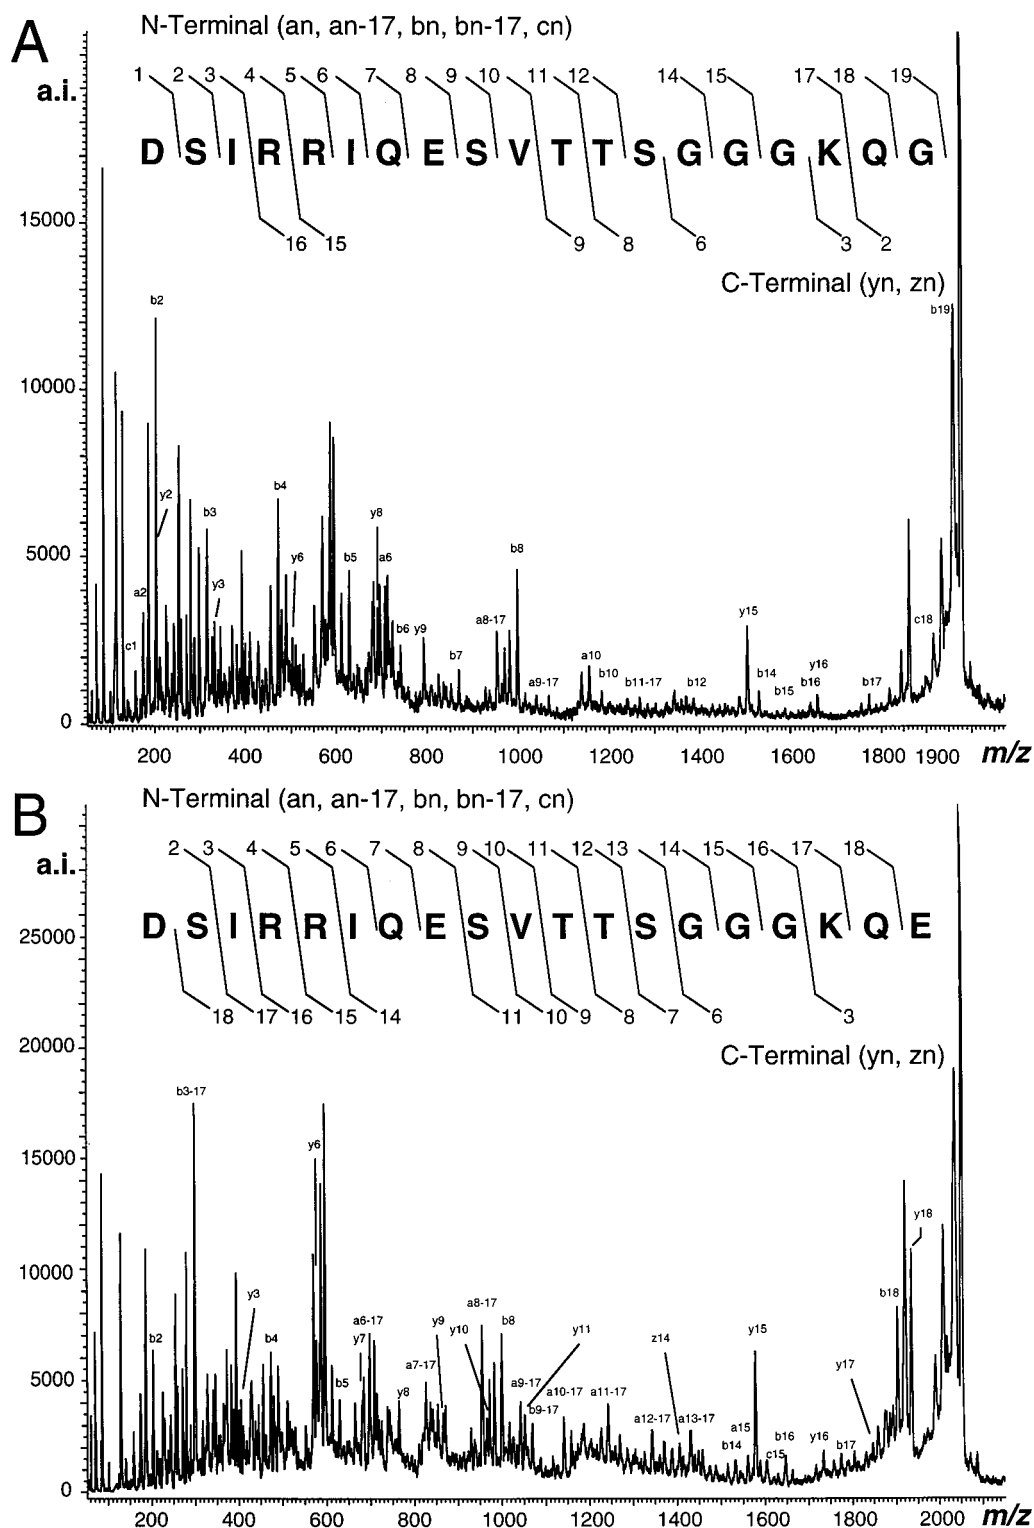 A
N-Terminal (an, an-17, bn, bn-17, cn)
a.i.
1 2 3 4 5 6 7 8 9 10 11 12 14 15 17 18 19
D S I R R I Q E S V T T S G G G K Q G
16 15 9 8 6 3 2
C-Terminal (yn, zn)
15000
10000
5000
0
b2
y2
a2
c1
b3
y3
b4
y6
b5
y8
a6
b6
y9
b7
a8-17
b8
a9-17
a10
b10
b11-17
b12
y15
b14
b15
b16
y16
b17
c18
b19
200 400 600 800 1000 1200 1400 1600 1800 1900 m/z
B
N-Terminal (an, an-17, bn, bn-17, cn)
a.i.
2 3 4 5 6 7 8 9 10 11 12 13 14 15 16 17 18
D S I R R I Q E S V T T S G G G K Q E
18 17 16 15 14 11 10 9 8 7 6 3
C-Terminal (yn, zn)
25000
20000
15000
10000
5000
0
b2
b3-17
y3
b4
y6
b5
y7
a6-17
y8
a7-17
y9
y10
a8-17
b8
a9-17
b9-17
y11
a10-17
a11-17
a12-17
z14
a13-17
b14
a15
y15
c15
b16
y16
b17
y17
b18
y18
200 400 600 800 1000 1200 1400 1600 1800 2000 m/z